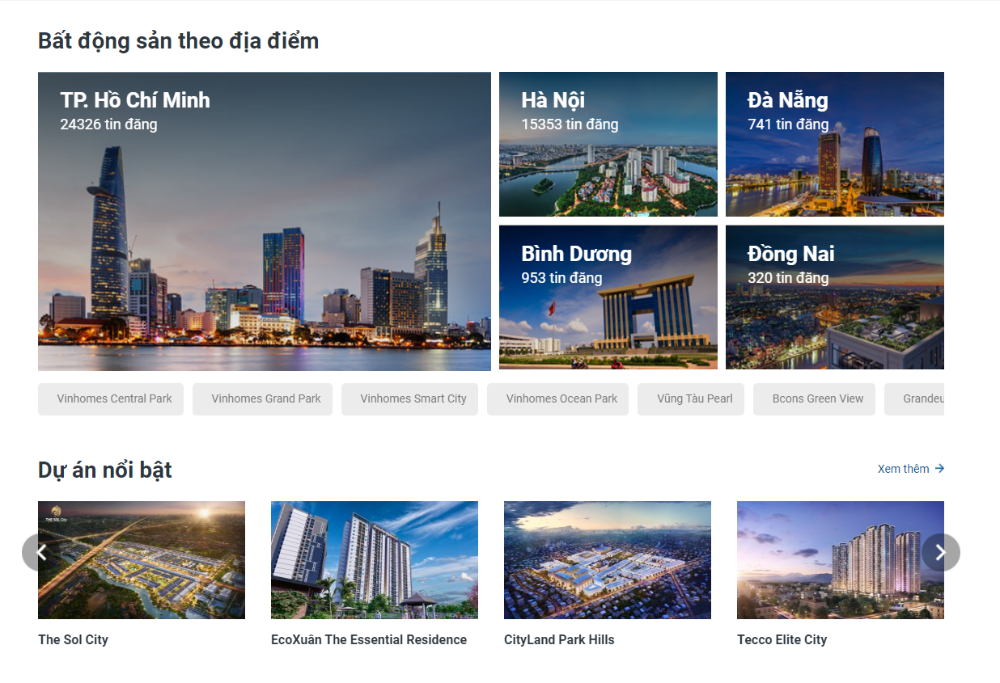 Bất động sản theo địa điểm
TP. Hồ Chí Minh
24326 tin đăng
Hà Nội
15353 tin đăng
Đà Nẵng
741 tin đăng
Bình Dương
953 tin đăng
Đồng Nai
320 tin đăng
Vinhomes Central Park
Vinhomes Grand Park
Vinhomes Smart City
Vinhomes Ocean Park
Vũng Tàu Pearl
Bcons Green View
Grandeu
Dự án nổi bật
Xem thêm →
THE SOL City
The Sol City
EcoXuân The Essential Residence
CityLand Park Hills
Tecco Elite City